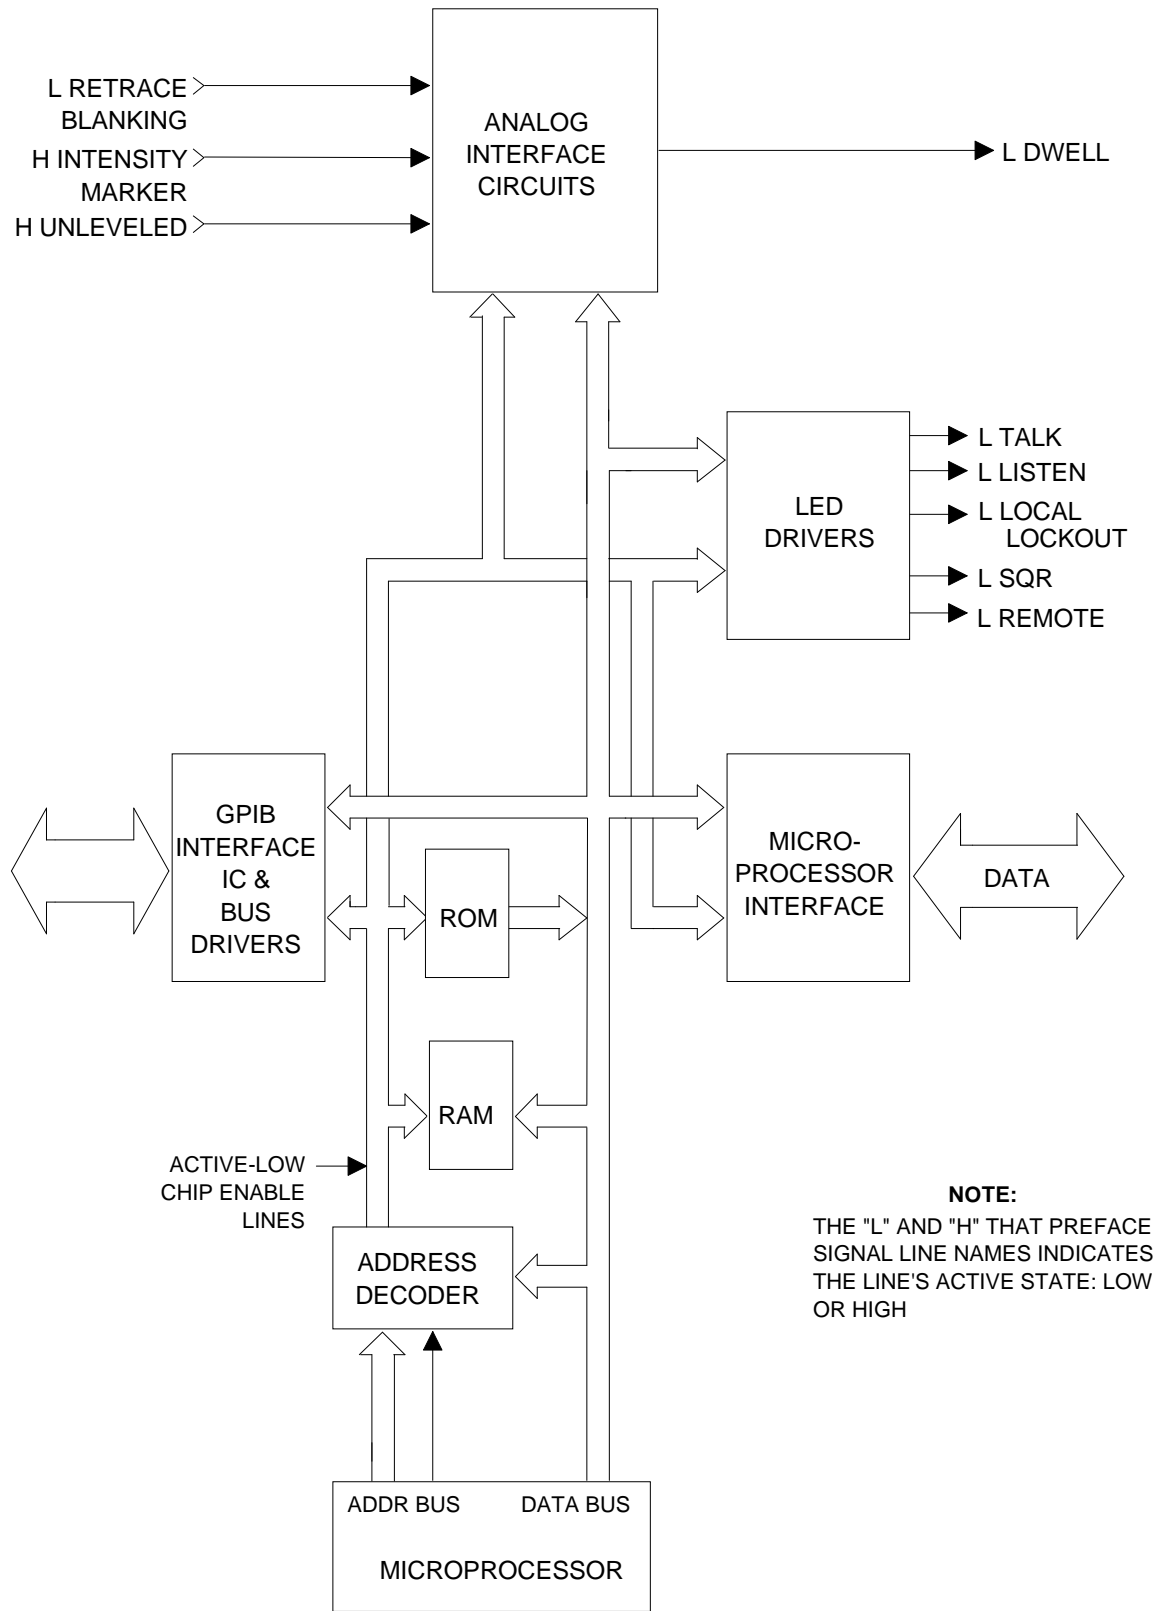 L RETRACE
BLANKING
H INTENSITY
MARKER
H UNLEVELED
ANALOG
INTERFACE
CIRCUITS
L DWELL
LED
DRIVERS
L TALK
L LISTEN
L LOCAL
LOCKOUT
L SQR
L REMOTE
GPIB
INTERFACE
IC &
BUS
DRIVERS
ROM
MICRO-
PROCESSOR
INTERFACE
DATA
RAM
ACTIVE-LOW
CHIP ENABLE
LINES
ADDRESS
DECODER
NOTE:
THE "L" AND "H" THAT PREFACE
SIGNAL LINE NAMES INDICATES
THE LINE'S ACTIVE STATE: LOW
OR HIGH
ADDR BUS
DATA BUS
MICROPROCESSOR